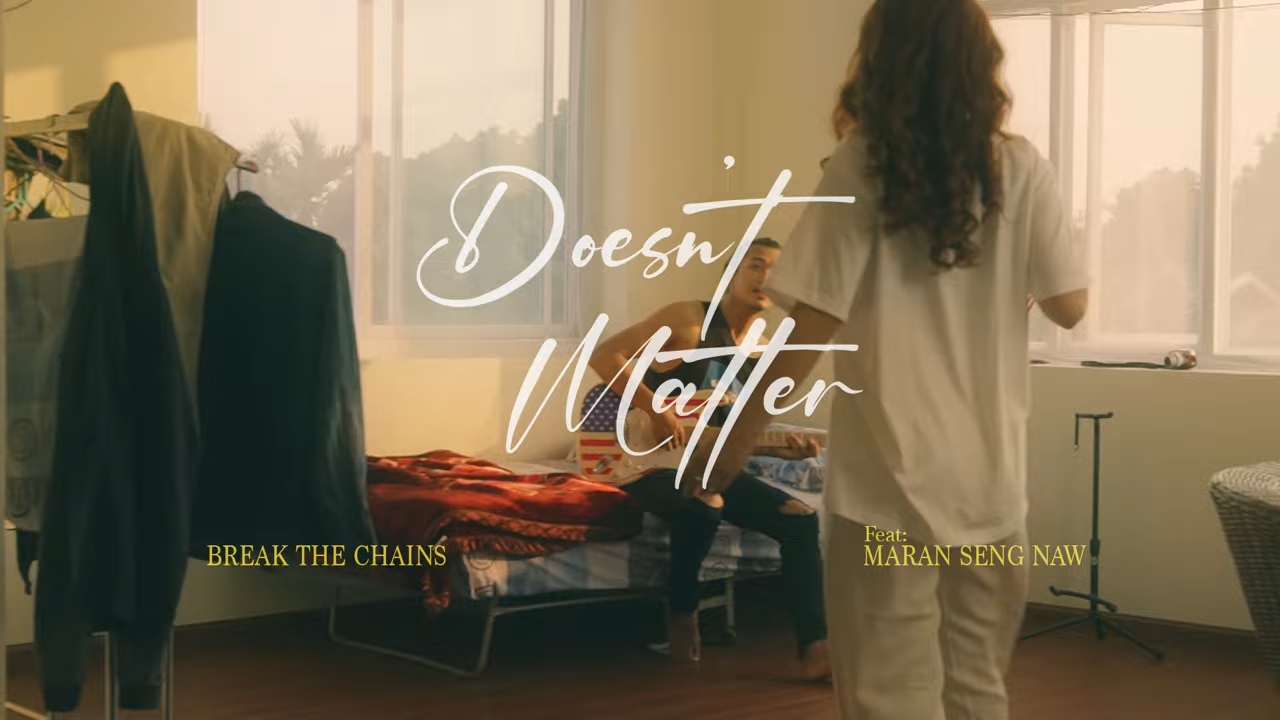 Doesn't
Matter
BREAK THE CHAINS
Feat:
MARAN SENG NAW